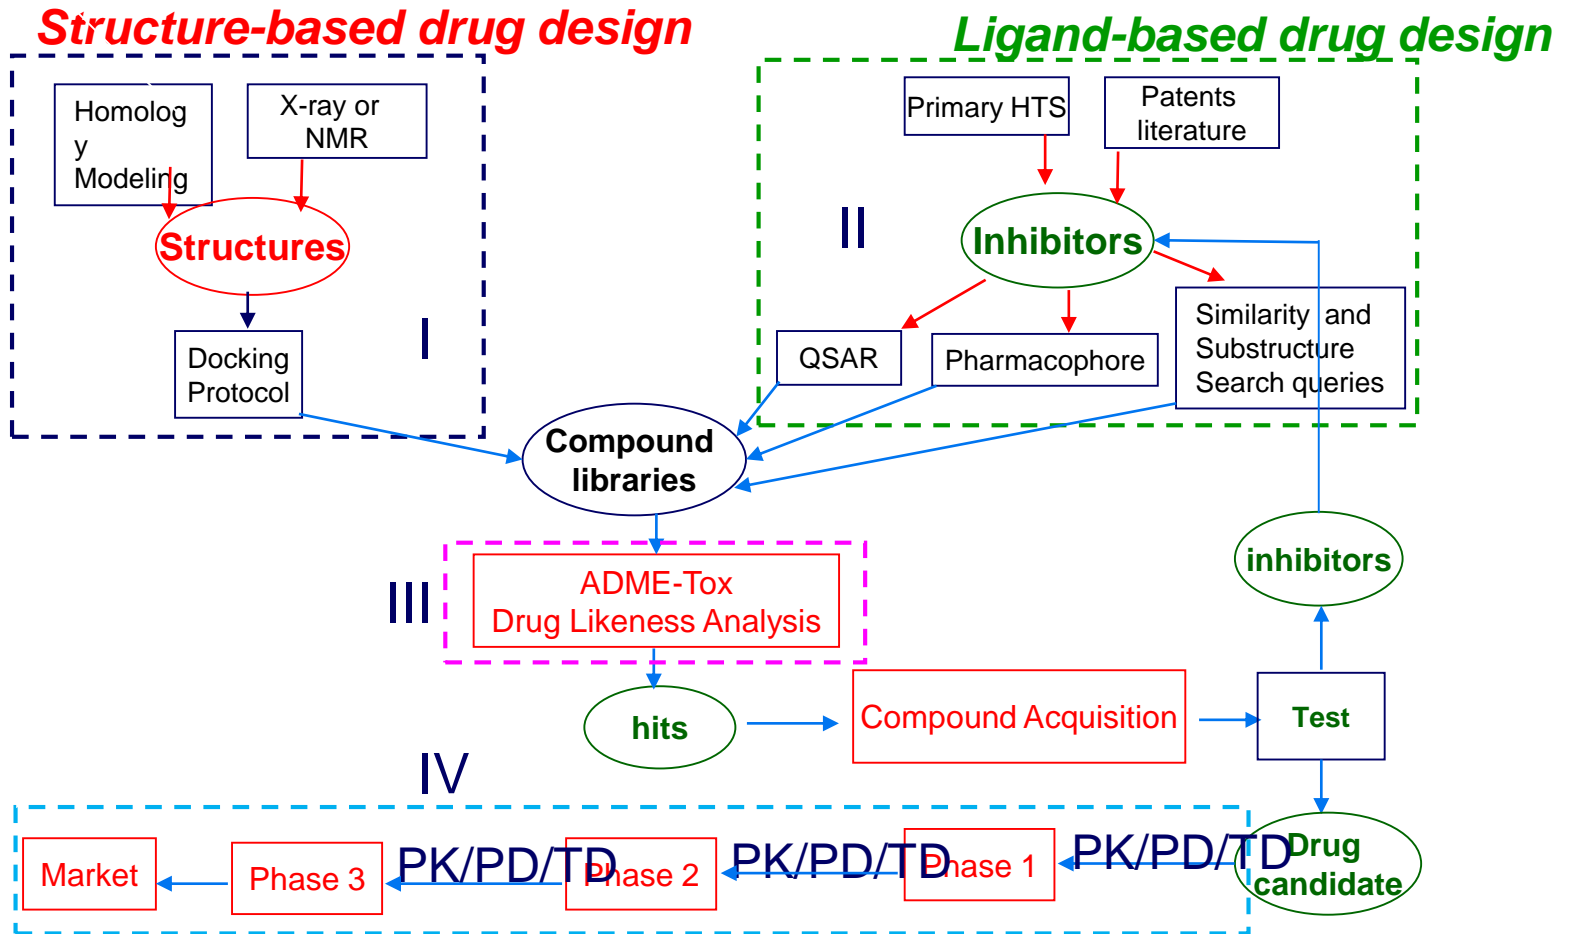 Structure-based drug design
Ligand-based drug design
Homolog
y
Modeling
X-ray or
NMR
Structures
Docking
Protocol
I
Primary HTS
Patents
literature
II
Inhibitors
QSAR
Pharmacophore
Similarity and
Substructure
Search queries
Compound
libraries
III
ADME-Tox
Drug Likeness Analysis
inhibitors
hits
Compound Acquisition
Test
IV
Market
Phase 3
PK/PD/TD
Phase 2
PK/PD/TD
Phase 1
PK/PD/TD
Drug
candidate